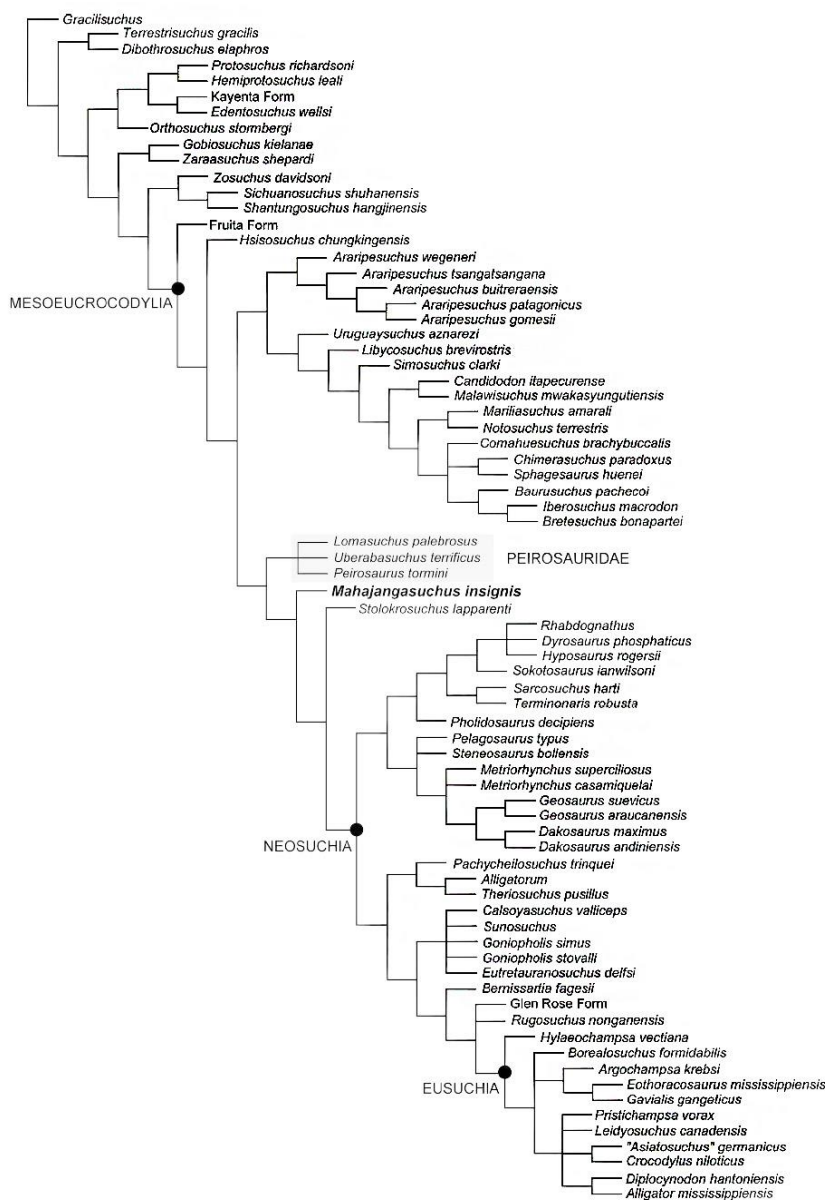 Gracilisuchus
Terrestrisuchus gracilis
Dibothrosuchus elaphros
Protosuchus richardsoni
Hemiprotosuchus leali
Kayenta Form
Edentosuchus wellsi
Orthosuchus stormbergi
Gobiosuchus kielanae
Zaraasuchus shepardi
Zosuchus davidsoni
Sichuanosuchus shuhanensis
Shantungosuchus hangjinensis
Fruita Form
Hsisosuchus chungkingensis
Araripesuchus wegeneri
Araripesuchus tsangatsangana
Araripesuchus buitreraensis
MESOEUCROCODYLIA
Araripesuchus patagonicus
Araripesuchus gomesii
Uruguaysuchus aznarezi
Libycosuchus brevirostris
Simosuchus clarki
Candidodon itapecurense
Malawisuchus mwakasyungutiensis
Mariliasuchus amarali
Notosuchus terrestris
Comahuesuchus brachybuccalis
Chimerasuchus paradoxus
Sphagesaurus huenei
Baurusuchus pachecoi
Iberosuchus macrodon
Bretesuchus bonapartei
Lomasuchus palebrosus
Uberabasuchus terrificus PEIROSAURIDAE
Peirosaurus tormini
Mahajangasuchus insignis
Stolokrosuchus lapparenti
Rhabdognathus
Dyrosaurus phosphaticus
Hyposaurus rogersii
Sokotosaurus ianwilsoni
Sarcosuchus harti
Terminonaris robusta
Pholidosaurus decipiens
Pelagosaurus typus
Steneosaurus bollensis
Metriorhynchus superciliosus
Metriorhynchus casamiquelai
Geosaurus suevicus
Geosaurus araucanensis
Dakosaurus maximus
NEOSUCHIA Dakosaurus andiniensis
Pachycheilosuchus trinquei
Alligatorum
Theriosuchus pusillus
Calsoyasuchus valliceps
Sunosuchus
Goniopholis simus
Goniopholis stovalli
Eutretauranosuchus delfsi
Bernissartia fagesii
Glen Rose Form
Rugosuchus nonganensis
Hylaeochampsa vectiana
Borealosuchus formidabilis
Argochampsa krebsi
EUSUCHIA Eothoracosaurus mississippiensis
Gavialis gangeticus
Pristichampsa vorax
Leidyosuchus canadensis
"Asiatosuchus" germanicus
Crocodylus niloticus
Diplocynodon hantoniensis
Alligator mississippiensis